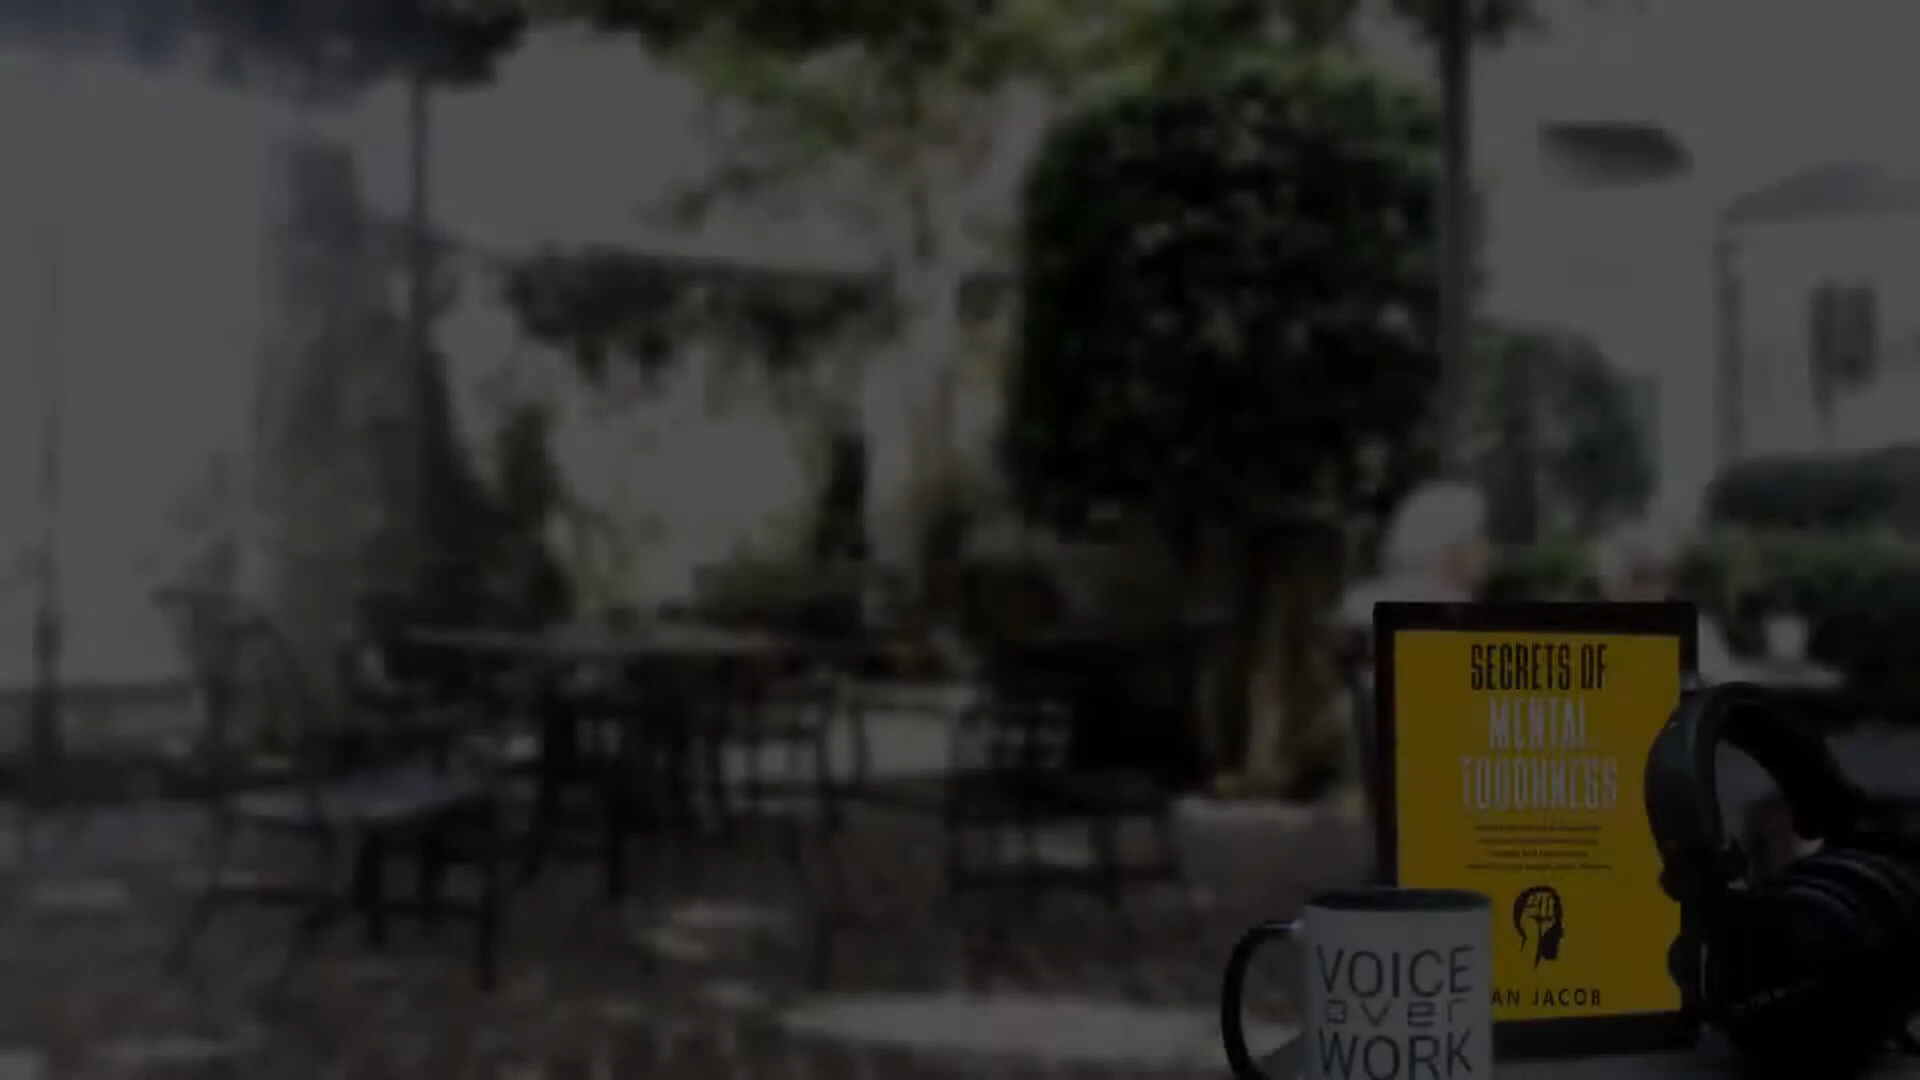 SECRETS OF
MENTAL
TOUGHNESS
AN JACOB
VOICE
over
WORK